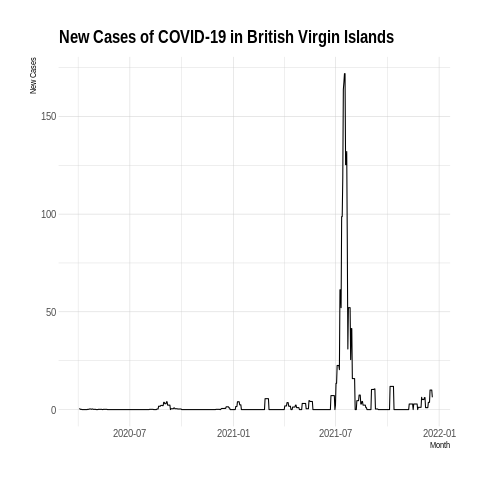 New Cases of COVID-19 in British Virgin Islands
New Cases
150
100
50
0
2020-07
2021-01
2021-07
2022-01
Month